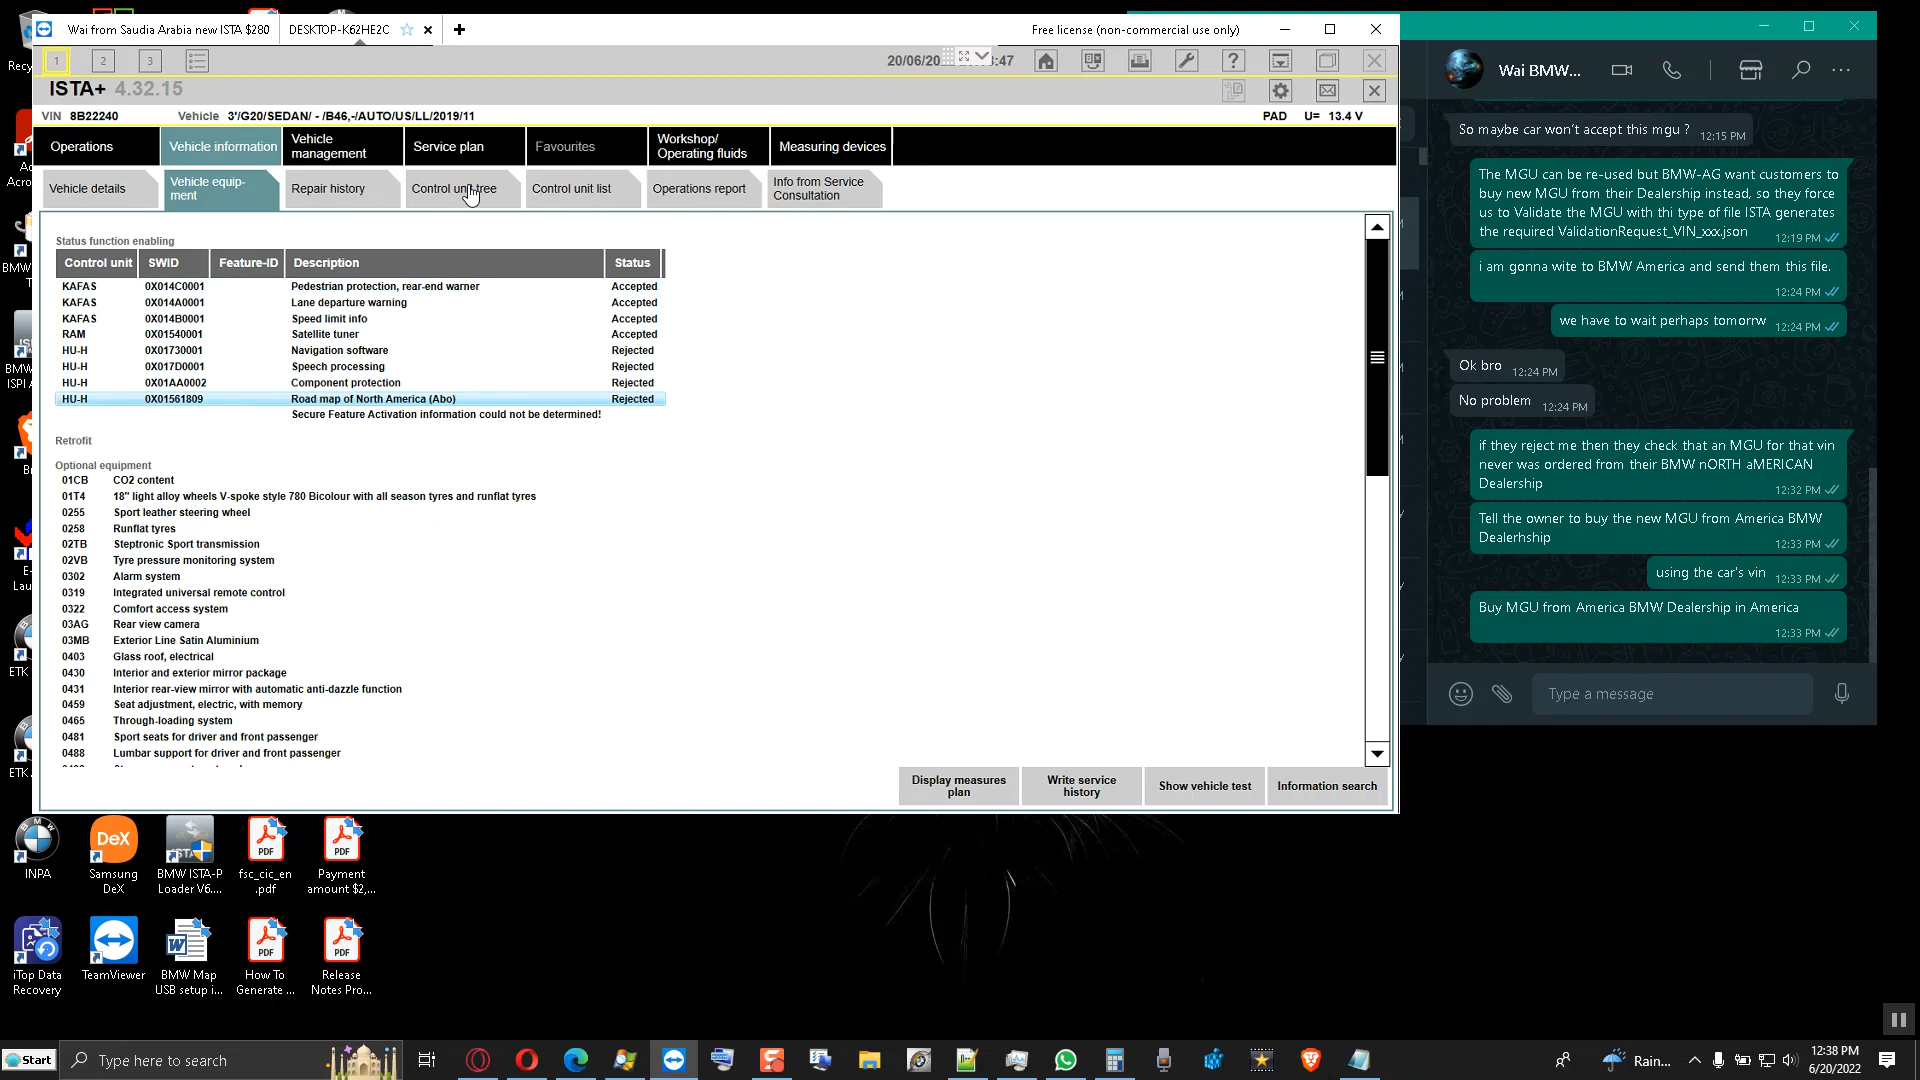 Wai from Saudia Arabia new ISTA $280
DESKTOP-K62HE2C
Free license (non-commercial use only)
1
2
3
20/06/20
:47
ISTA+ 4.32.15
VIN 8B22240
Vehicle 3'/G20/SEDAN/ - /B46,-/AUTO/US/LL/2019/11
PAD U= 13.4 V
Operations
Vehicle information
Vehicle
management
Service plan
Favourites
Workshop/
Operating fluids
Measuring devices
Vehicle details
Vehicle equip-
ment
Repair history
Control unit tree
Control unit list
Operations report
Info from Service
Consultation
Status function enabling
Control unit SWID Feature-ID Description Status
KAFAS 0X014C0001 Pedestrian protection, rear-end warner Accepted
KAFAS 0X014A0001 Lane departure warning Accepted
KAFAS 0X014B0001 Speed limit info Accepted
RAM 0X01540001 Satellite tuner Accepted
HU-H 0X01730001 Navigation software Rejected
HU-H 0X017D0001 Speech processing Rejected
HU-H 0X01AA0002 Component protection Rejected
HU-H 0X01561809 Road map of North America (Abo) Rejected
Secure Feature Activation information could not be determined!
Retrofit
Optional equipment
01CB CO2 content
01T4 18" light alloy wheels V-spoke style 780 Bicolour with all season tyres and runflat tyres
0255 Sport leather steering wheel
0258 Runflat tyres
02TB Steptronic Sport transmission
02VB Tyre pressure monitoring system
0302 Alarm system
0319 Integrated universal remote control
0322 Comfort access system
03AG Rear view camera
03MB Exterior Line Satin Aluminium
0403 Glass roof, electrical
0430 Interior and exterior mirror package
0431 Interior rear-view mirror with automatic anti-dazzle function
0459 Seat adjustment, electric, with memory
0465 Through-loading system
0481 Sport seats for driver and front passenger
0488 Lumbar support for driver and front passenger
Display measures
plan
Write service
history
Show vehicle test
Information search
Wai BMW...
So maybe car won't accept this mgu ? 12:15 PM
The MGU can be re-used but BMW-AG want customers to
buy new MGU from their Dealership instead, so they force
us to Validate the MGU with thi type of file ISTA generates
the required ValidationRequest_VIN_xxx.json
12:19 PM
i am gonna wite to BMW America and send them this file.
12:24 PM
we have to wait perhaps tomorrw 12:24 PM
Ok bro 12:24 PM
No problem 12:24 PM
if they reject me then they check that an MGU for that vin
never was ordered from their BMW nORTH aMERICAN
Dealership
12:32 PM
Tell the owner to buy the new MGU from America BMW
Dealerhship
12:33 PM
using the car's vin 12:33 PM
Buy MGU from America BMW Dealership in America
12:33 PM
Type a message
INPA
Samsung
DeX
BMW ISTA-P
Loader V6....
fsc_cic_en
.pdf
Payment
amount $2,...
iTop Data
Recovery
TeamViewer
BMW Map
USB setup i...
How To
Generate ...
Release
Notes Pro...
Start
Type here to search
Rain...
12:38 PM
6/20/2022